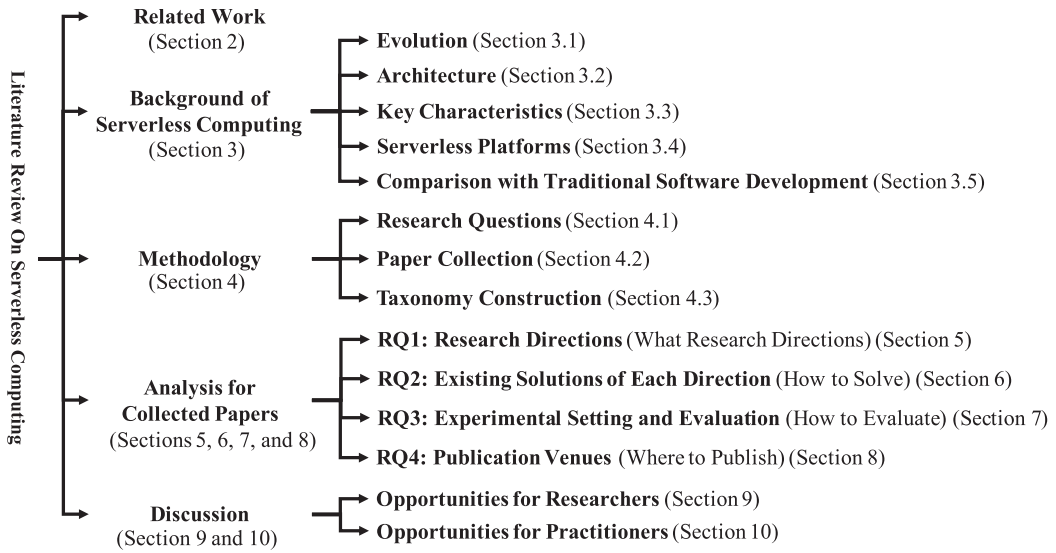 Literature Review On Serverless Computing
Related Work
(Section 2)
Background of
Serverless Computing
(Section 3)
Evolution (Section 3.1)
Architecture (Section 3.2)
Key Characteristics (Section 3.3)
Serverless Platforms (Section 3.4)
Comparison with Traditional Software Development (Section 3.5)
Methodology
(Section 4)
Research Questions (Section 4.1)
Paper Collection (Section 4.2)
Taxonomy Construction (Section 4.3)
Analysis for
Collected Papers
(Sections 5, 6, 7, and 8)
RQ1: Research Directions (What Research Directions) (Section 5)
RQ2: Existing Solutions of Each Direction (How to Solve) (Section 6)
RQ3: Experimental Setting and Evaluation (How to Evaluate) (Section 7)
RQ4: Publication Venues (Where to Publish) (Section 8)
Discussion
(Section 9 and 10)
Opportunities for Researchers (Section 9)
Opportunities for Practitioners (Section 10)